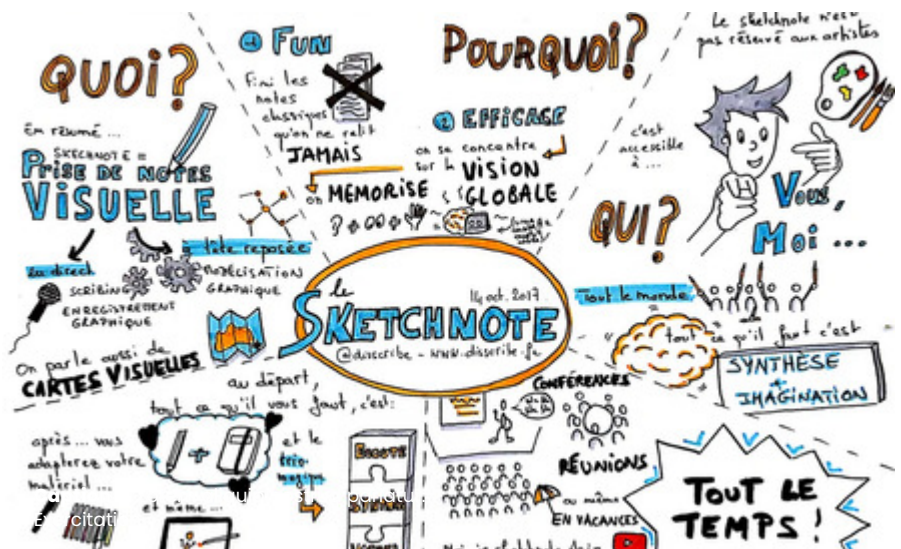 QUOI?
En résumé ...
SKETCHNOTE =
PRISE DE NOTES
VISUELLE
en direct
SCRIBING
ENREGISTREMENT
GRAPHIQUE
à tête reposée
MODÉLISATION
GRAPHIQUE
On parle aussi de
CARTES VISUELLES
POURQUOI?
1 FUN
Fini les
notes
classiques
qu'on ne relit
JAMAIS
2 EFFICACE
on se concentre
sur la VISION
GLOBALE
on MÉMORISE
Le sketchnote n'est
pas réservé aux artistes
QUI?
c'est
accessible
à ...
Vous,
Moi ...
tout le monde
tout ce qu'il faut c'est
SYNTHÈSE
+
IMAGINATION
le
14 oct. 2017
SKETCHNOTE
@disscribe - www.disscribe.fr
au départ,
tout ce qu'il vous faut, c'est:
après ... vous
adapterez votre
matériel ...
et même ...
et le
ECOUTE
CONFÉRENCES
RÉUNIONS
ou même
EN VACANCES
TOUT LE
TEMPS!